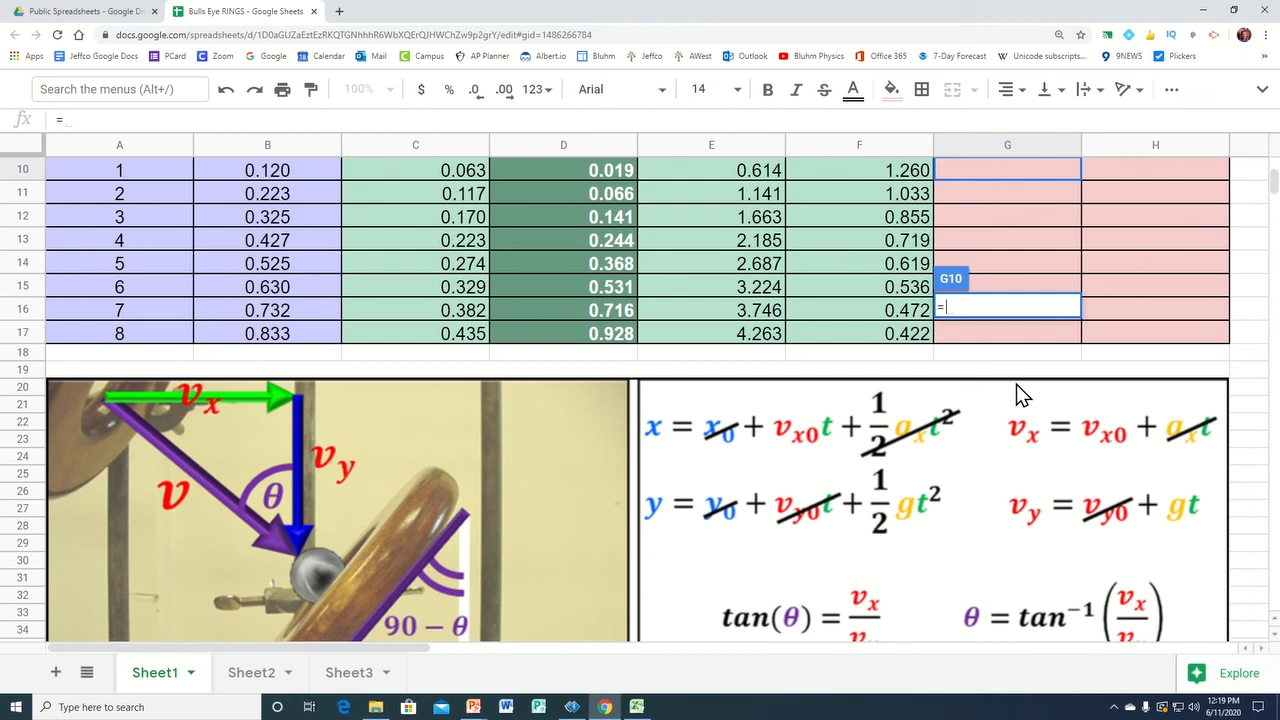 Public Spreadsheets - Google Dr
Bulls Eye RINGS - Google Sheets
docs.google.com/spreadsheets/d/1D0aGUZaEztEzRKQTGNhhhR6WbXQErQJHWChZw9p2grY/edit#gid=1486266784
Apps
Jeffco Google Docs
PCard
Zoom
Google
Calendar
Mail
Campus
AP Planner
Albert.io
Bluhm
Jeffco
AWest
Outlook
Bluhm Physics
Office 365
7-Day Forecast
Unicode subscripts...
9NEWS
Plickers
»
Search the menus (Alt+/)
100%
$
%
.0
.00
123
Arial
14
B
I
S
A
fx
=
A B C D E F G H
10 1 0.120 0.063 0.019 0.614 1.260
11 2 0.223 0.117 0.066 1.141 1.033
12 3 0.325 0.170 0.141 1.663 0.855
13 4 0.427 0.223 0.244 2.185 0.719
14 5 0.525 0.274 0.368 2.687 0.619
15 6 0.630 0.329 0.531 3.224 0.536
G10
16 7 0.732 0.382 0.716 3.746 0.472 =
17 8 0.833 0.435 0.928 4.263 0.422
18
19
20
21
22
23
24
25
26
27
28
29
30
31
32
33
34
vx
vy
v
θ
90 − θ
x = x0 + vx0t + 1/2 axt²
vx = vx0 + axt
y = y0 + vy0t + 1/2 gt²
vy = vy0 + gt
tan(θ) = vx/vy
θ = tan⁻¹(vx/vy)
Sheet1
Sheet2
Sheet3
Explore
Type here to search
12:19 PM
6/11/2020